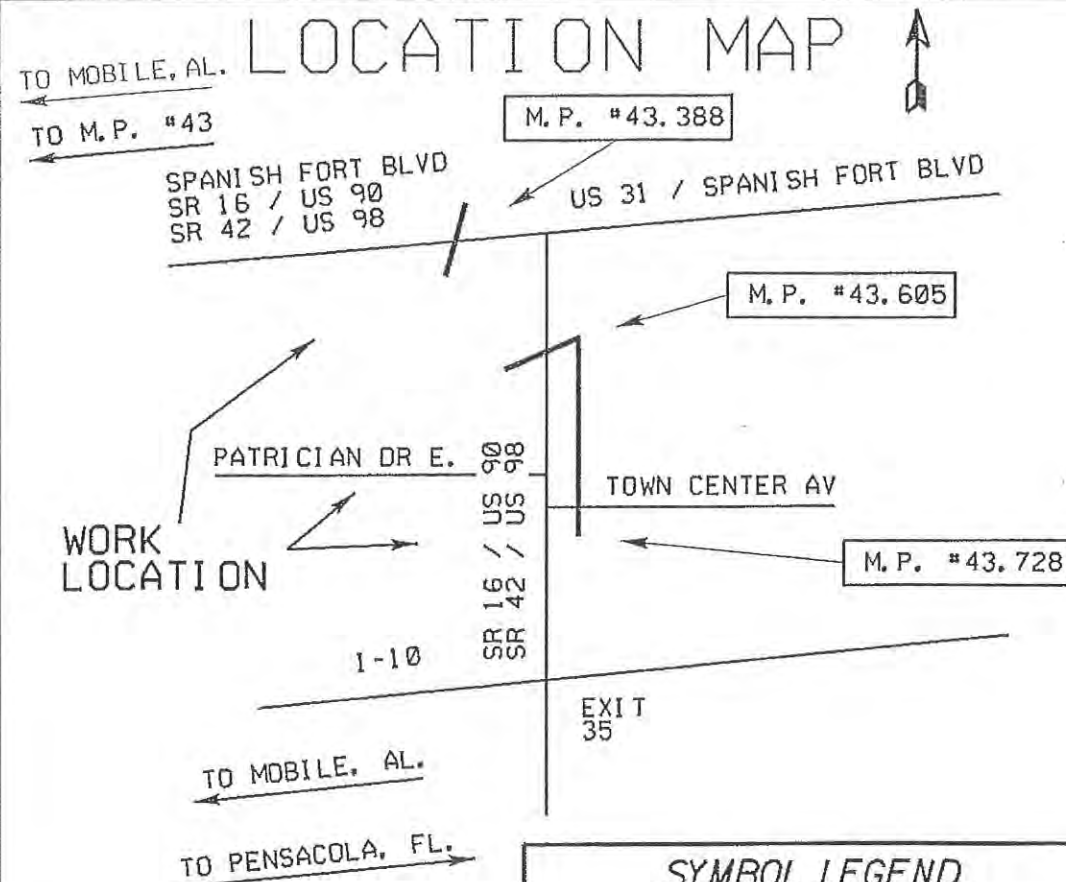 LOCATION MAP
TO MOBILE, AL.
TO M.P. #43
M.P. #43.388
SPANISH FORT BLVD
SR 16 / US 90
SR 42 / US 98
US 31 / SPANISH FORT BLVD
M.P. #43.605
PATRICIAN DR E.
SR 16 / US 90
SR 42 / US 98
TOWN CENTER AV
WORK
LOCATION
M.P. #43.728
I-10
EXIT
35
TO MOBILE, AL.
TO PENSACOLA, FL.
SYMBOL LEGEND